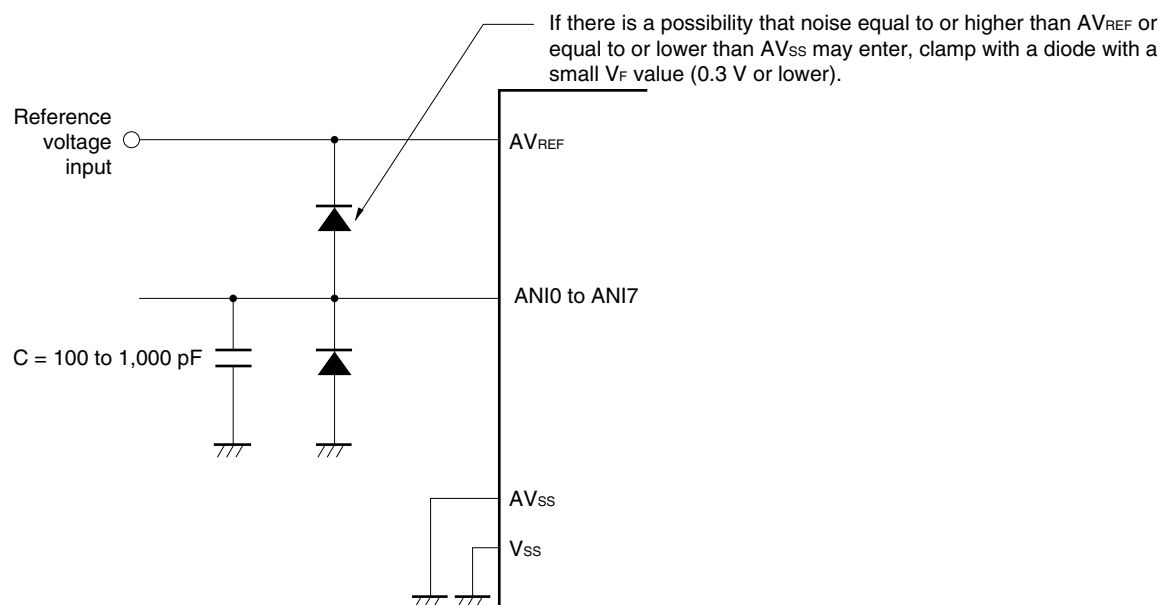 If there is a possibility that noise equal to or higher than AVREF or
equal to or lower than AVSS may enter, clamp with a diode with a
small VF value (0.3 V or lower).
Reference
voltage
input
AVREF
ANI0 to ANI7
C = 100 to 1,000 pF
AVSS
VSS